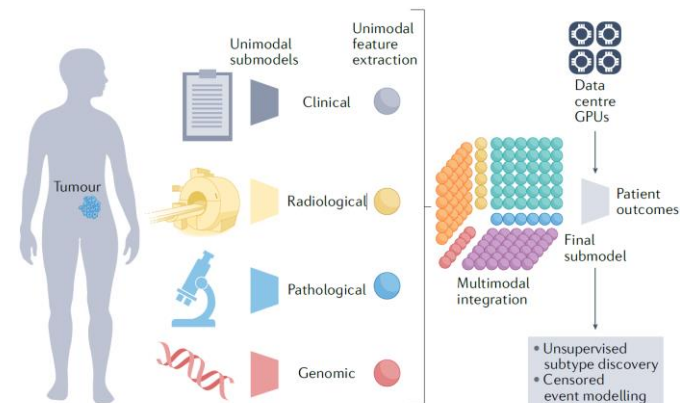 Unimodal
submodels
Unimodal
feature
extraction
Clinical
Tumour
Radiological
Pathological
Genomic
Data
centre
GPUs
Patient
outcomes
Final
submodel
Multimodal
integration
• Unsupervised
subtype discovery
• Censored
event modelling